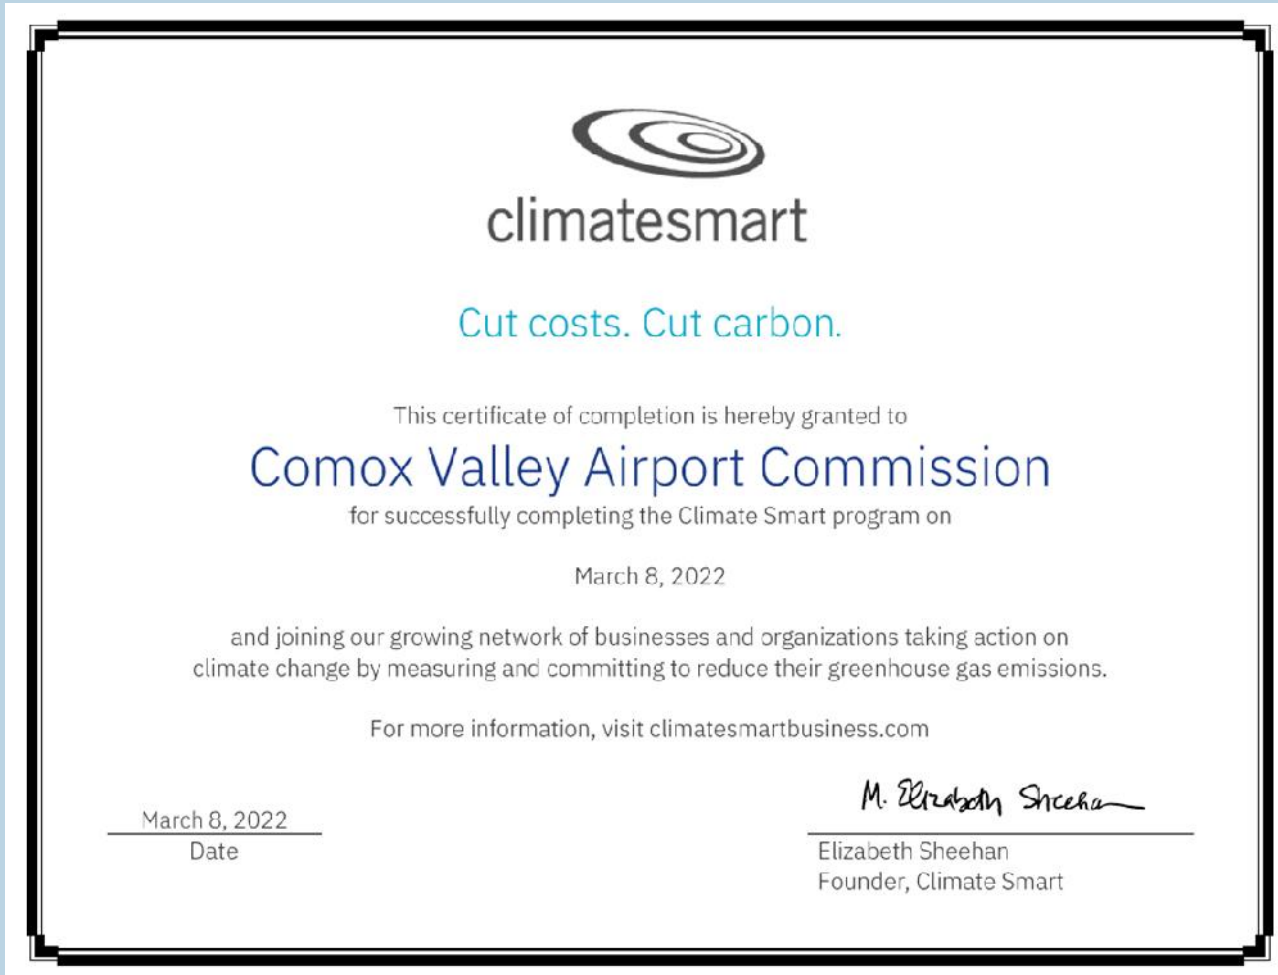 climatesmart
Cut costs. Cut carbon.
This certificate of completion is hereby granted to
Comox Valley Airport Commission
for successfully completing the Climate Smart program on
March 8, 2022
and joining our growing network of businesses and organizations taking action on
climate change by measuring and committing to reduce their greenhouse gas emissions.
For more information, visit climatesmartbusiness.com
M. Elizabeth Sheehan
March 8, 2022
Date
Elizabeth Sheehan
Founder, Climate Smart